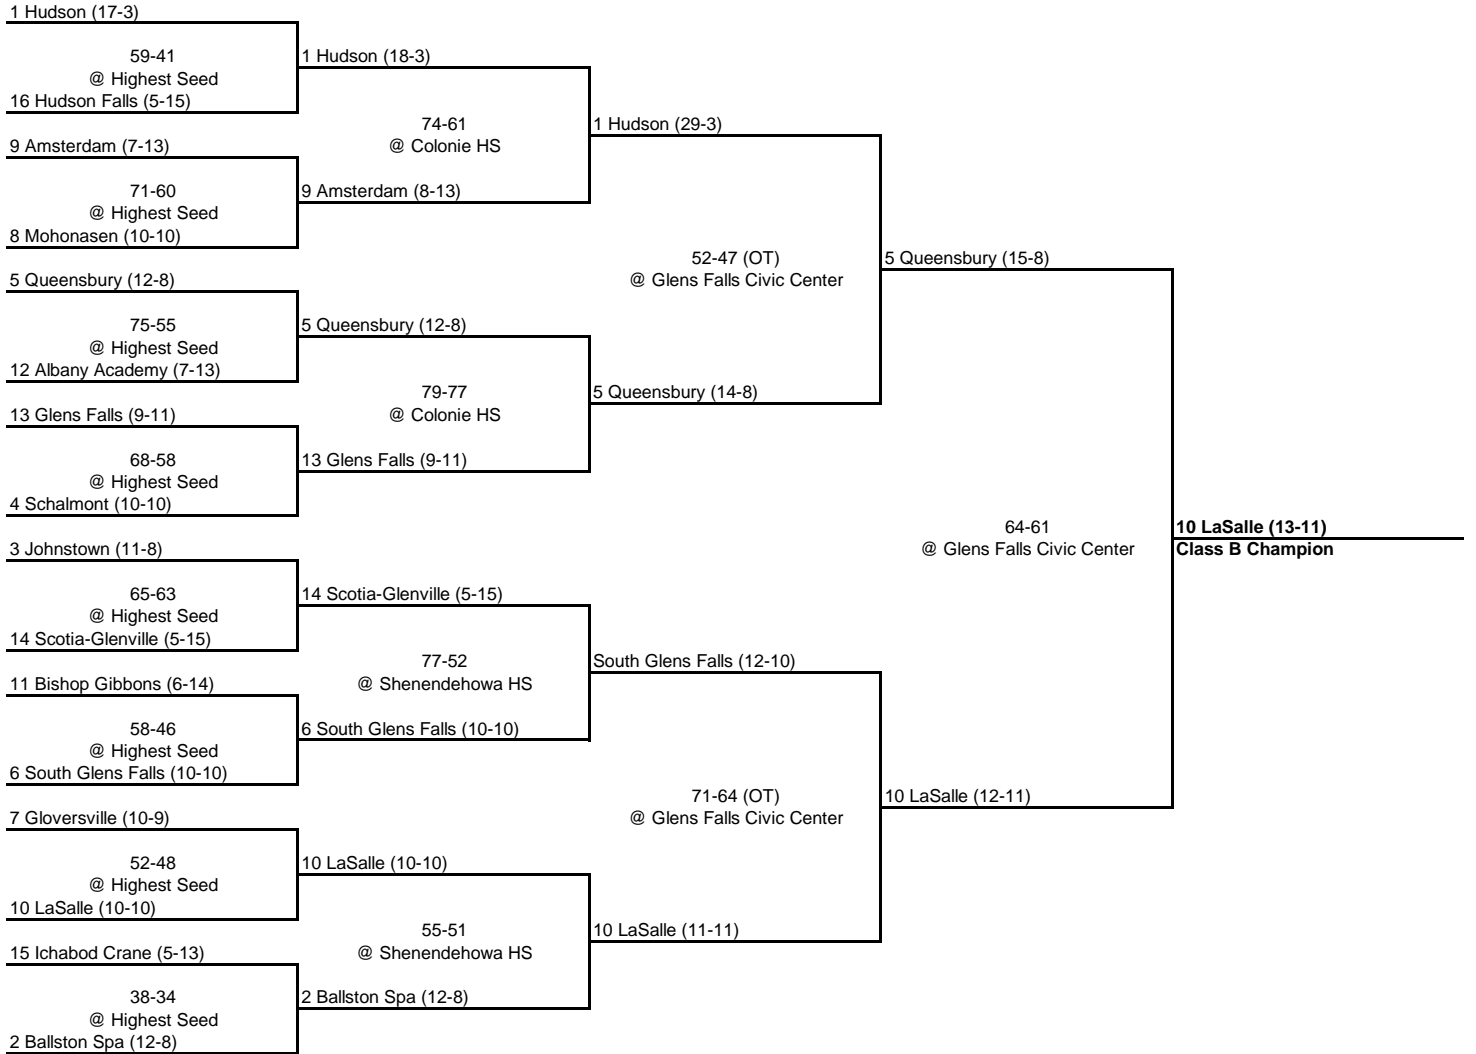 1 Hudson (17-3)
59-41
@ Highest Seed
16 Hudson Falls (5-15)
9 Amsterdam (7-13)
71-60
@ Highest Seed
8 Mohonasen (10-10)
5 Queensbury (12-8)
75-55
@ Highest Seed
12 Albany Academy (7-13)
13 Glens Falls (9-11)
68-58
@ Highest Seed
4 Schalmont (10-10)
3 Johnstown (11-8)
65-63
@ Highest Seed
14 Scotia-Glenville (5-15)
11 Bishop Gibbons (6-14)
58-46
@ Highest Seed
6 South Glens Falls (10-10)
7 Gloversville (10-9)
52-48
@ Highest Seed
10 LaSalle (10-10)
15 Ichabod Crane (5-13)
38-34
@ Highest Seed
2 Ballston Spa (12-8)
1 Hudson (18-3)
74-61
@ Colonie HS
9 Amsterdam (8-13)
5 Queensbury (12-8)
79-77
@ Colonie HS
13 Glens Falls (9-11)
14 Scotia-Glenville (5-15)
77-52
@ Shenendehowa HS
6 South Glens Falls (10-10)
10 LaSalle (10-10)
55-51
@ Shenendehowa HS
2 Ballston Spa (12-8)
1 Hudson (29-3)
52-47 (OT)
@ Glens Falls Civic Center
5 Queensbury (14-8)
South Glens Falls (12-10)
71-64 (OT)
@ Glens Falls Civic Center
10 LaSalle (11-11)
5 Queensbury (15-8)
64-61
@ Glens Falls Civic Center
10 LaSalle (12-11)
10 LaSalle (13-11)
Class B Champion